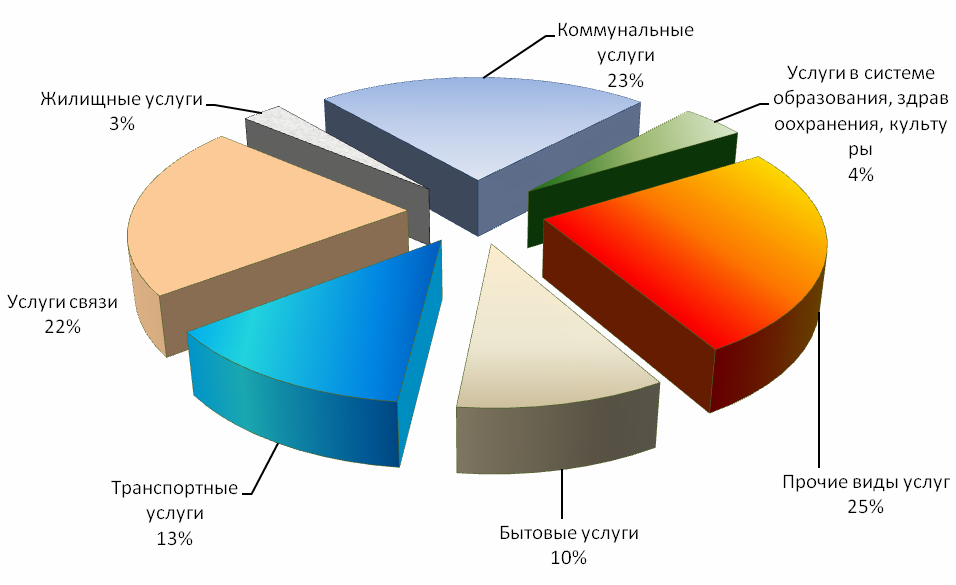 Коммунальные
услуги
23%
Услуги в системе
образования, здрав
оохранения, культу
ры
4%
Жилищные услуги
3%
Услуги связи
22%
Прочие виды услуг
25%
Транспортные
услуги
13%
Бытовые услуги
10%